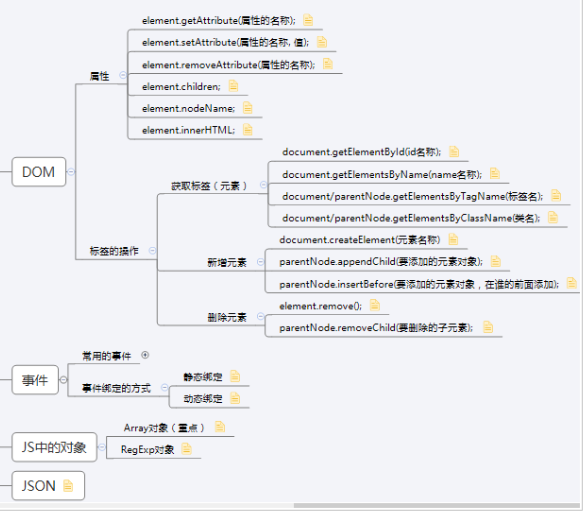 element.getAttribute(属性的名称);
element.setAttribute(属性的名称, 值);
element.removeAttribute(属性的名称);
属性
element.children;
element.nodeName;
element.innerHTML;
DOM
document.getElementById(id名称);
document.getElementsByName(name名称);
获取标签（元素）
document/parentNode.getElementsByTagName(标签名);
document/parentNode.getElementsByClassName(类名);
标签的操作
document.createElement(元素名称)
新增元素
parentNode.appendChild(要添加的元素对象);
parentNode.insertBefore(要添加的元素对象，在谁的前面添加);
element.remove();
删除元素
parentNode.removeChild(要删除的子元素);
常用的事件
事件
事件绑定的方式
静态绑定
动态绑定
JS中的对象
Array对象（重点）
RegExp对象
JSON